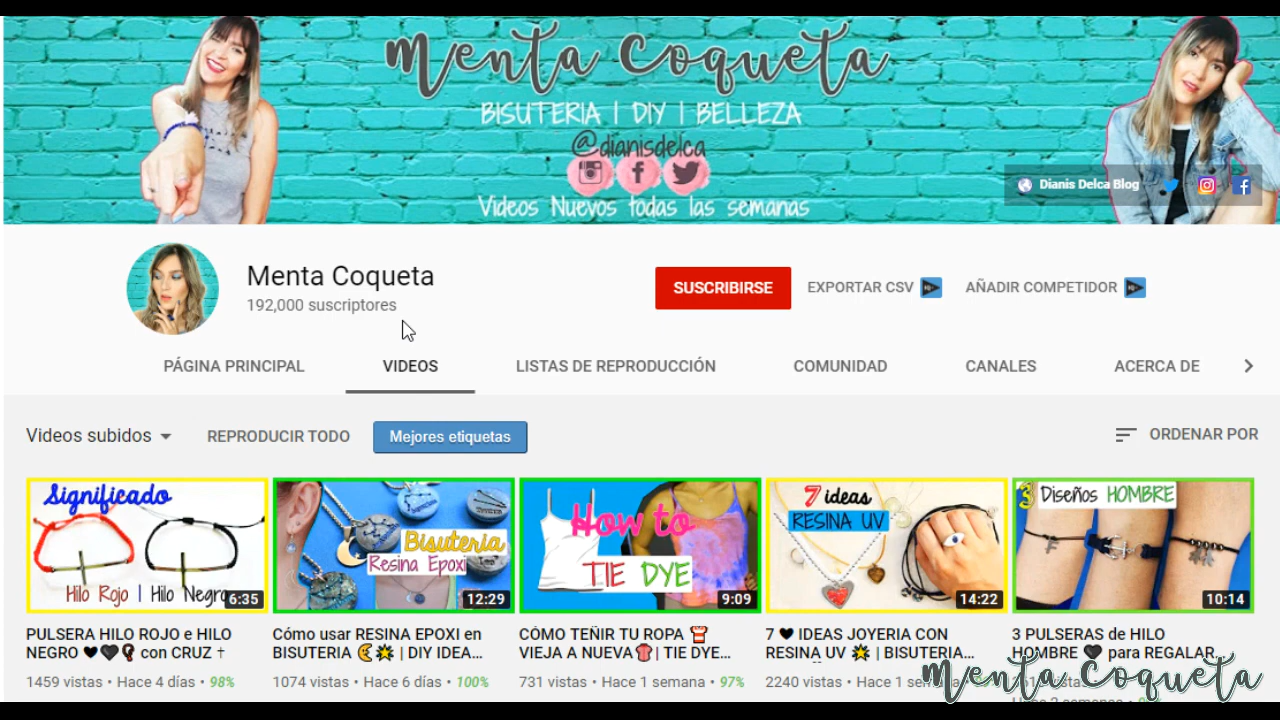 Menta Coqueta
BISUTERIA | DIY | BELLEZA
@dianisdelca
Dianis Delca Blog
Videos Nuevos todas las semanas
Menta Coqueta
192,000 suscriptores
SUSCRIBIRSE
EXPORTAR CSV
AÑADIR COMPETIDOR
PÁGINA PRINCIPAL
VIDEOS
LISTAS DE REPRODUCCIÓN
COMUNIDAD
CANALES
ACERCA DE
Videos subidos
REPRODUCIR TODO
Mejores etiquetas
ORDENAR POR
Significado
Hilo Rojo | Hilo Negro
6:35
PULSERA HILO ROJO e HILO
NEGRO 🖤🖤 con CRUZ ✝
1459 vistas • Hace 4 días • 98%
Bisuteria
Resina Epoxi
12:29
Cómo usar RESINA EPOXI en
BISUTERIA 🌜🌟 | DIY IDEA...
1074 vistas • Hace 6 días • 100%
How to
TIE DYE
9:09
CÓMO TEÑIR TU ROPA
VIEJA A NUEVA | TIE DYE...
731 vistas • Hace 1 semana • 97%
7 ideas
RESINA UV
14:22
7 🖤 IDEAS JOYERIA CON
RESINA UV 🌟 | BISUTERIA...
2240 vistas • Hace 1
3 Diseños HOMBRE
10:14
3 PULSERAS de HILO
HOMBRE 🖤 para REGALAR...
Menta Coqueta